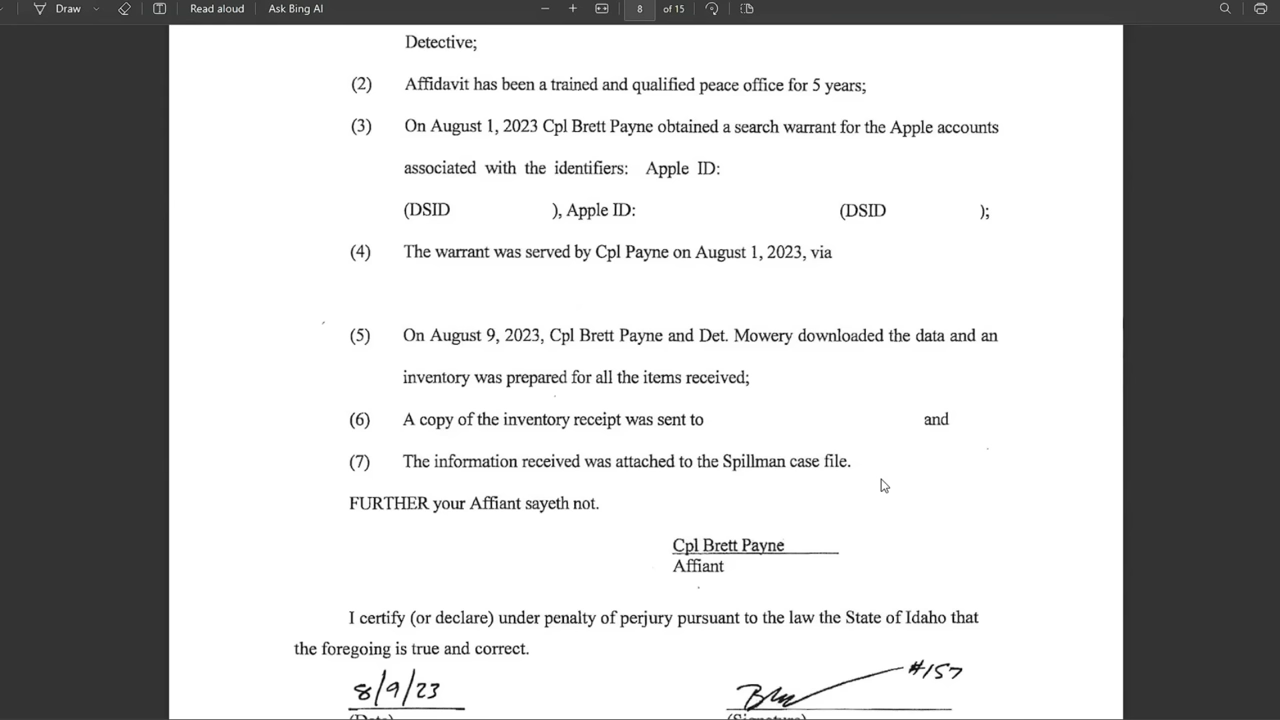 Draw
Read aloud
Ask Bing AI
8 of 15
Detective;
(2) Affidavit has been a trained and qualified peace office for 5 years;
(3) On August 1, 2023 Cpl Brett Payne obtained a search warrant for the Apple accounts
associated with the identifiers: Apple ID:
(DSID ), Apple ID: (DSID );
(4) The warrant was served by Cpl Payne on August 1, 2023, via
(5) On August 9, 2023, Cpl Brett Payne and Det. Mowery downloaded the data and an
inventory was prepared for all the items received;
(6) A copy of the inventory receipt was sent to and
(7) The information received was attached to the Spillman case file.
FURTHER your Affiant sayeth not.
Cpl Brett Payne
Affiant
I certify (or declare) under penalty of perjury pursuant to the law the State of Idaho that
the foregoing is true and correct.
8/9/23 #157